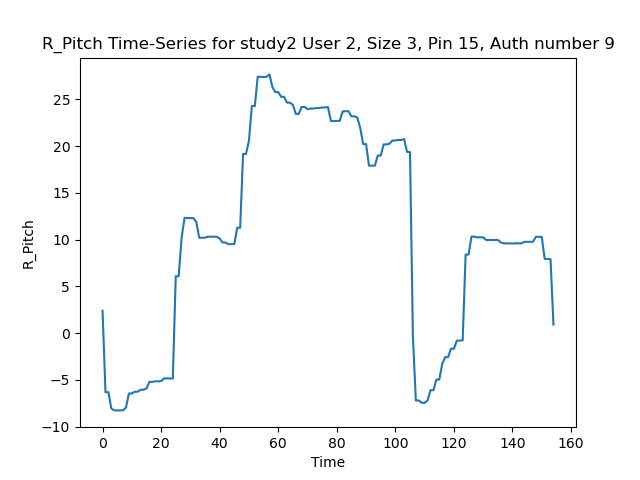 R_Pitch Time-Series for study2 User 2, Size 3, Pin 15, Auth number 9
R_Pitch
25
20
15
10
5
0
−5
−10
0 20 40 60 80 100 120 140 160
Time